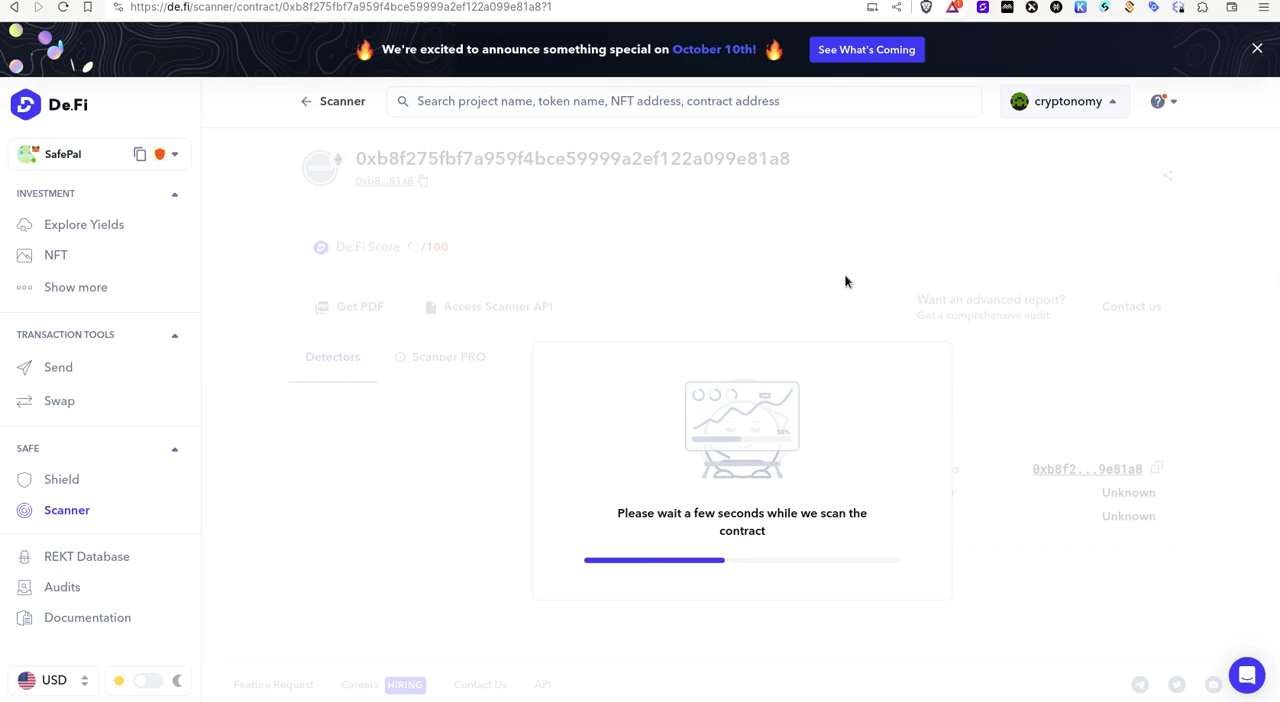 https://de.fi/scanner/contract/0xb8f275fbf7a959f4bce59999a2ef122a099e81a8?1
We're excited to announce something special on October 10th!
See What's Coming
De.Fi
Scanner
Search project name, token name, NFT address, contract address
cryptonomy
SafePal
INVESTMENT
Explore Yields
NFT
Show more
TRANSACTION TOOLS
Send
Swap
SAFE
Shield
Scanner
REKT Database
Audits
Documentation
USD
0xb8f275fbf7a959f4bce59999a2ef122a099e81a8
0xb8...81a8
De.Fi Score /100
Get PDF
Access Scanner API
Want an advanced report?
Get a comprehensive audit.
Contact us
Detectors
Scanner PRO
Please wait a few seconds while we scan the
contract
0xb8f2...9e81a8
Unknown
Unknown
Feature Request
Careers HIRING
Contact Us
API